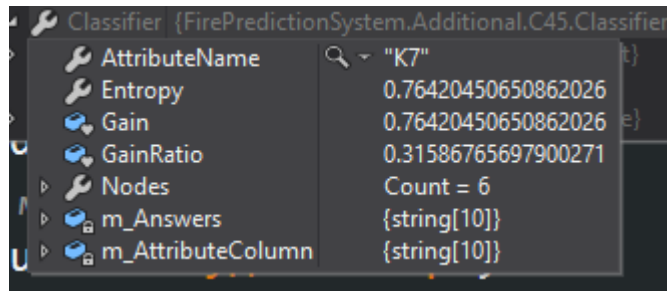 Classifier {FirePredictionSystem.Additional.C45.Classifier
AttributeName "K7"
Entropy 0.76420450650862026
Gain 0.76420450650862026
GainRatio 0.31586765697900271
Nodes Count = 6
m_Answers {string[10]}
m_AttributeColumn {string[10]}